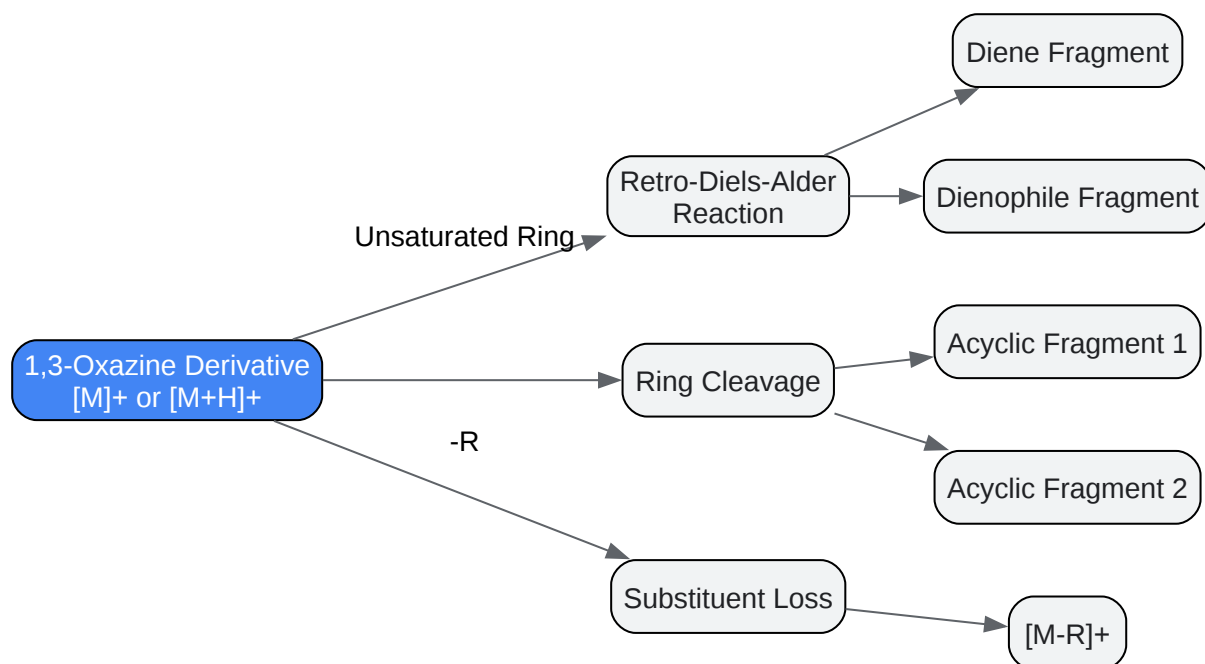 Diene Fragment
Retro-Diels-Alder
Reaction
Dienophile Fragment
Unsaturated Ring
Acyclic Fragment 1
1,3-Oxazine Derivative
[M]+ or [M+H]+
Ring Cleavage
-R
Acyclic Fragment 2
Substituent Loss
[M-R]+